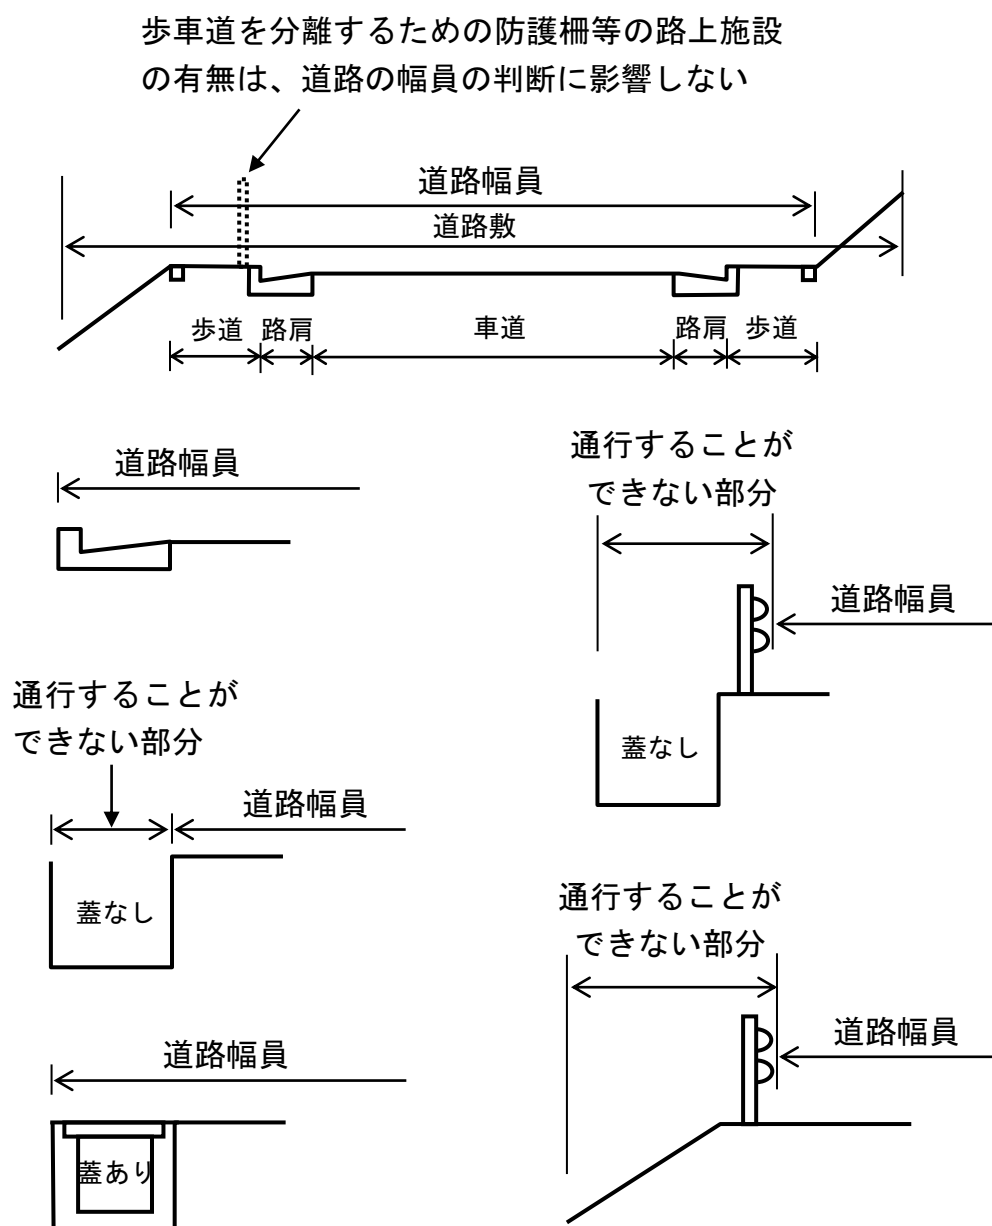 歩車道を分離するための防護柵等の路上施設
の有無は、道路の幅員の判断に影響しない
道路幅員
道路敷
歩道
路肩
車道
路肩
歩道
道路幅員
通行することが
できない部分
道路幅員
蓋なし
通行することが
できない部分
道路幅員
蓋なし
通行することが
できない部分
道路幅員
道路幅員
蓋あり